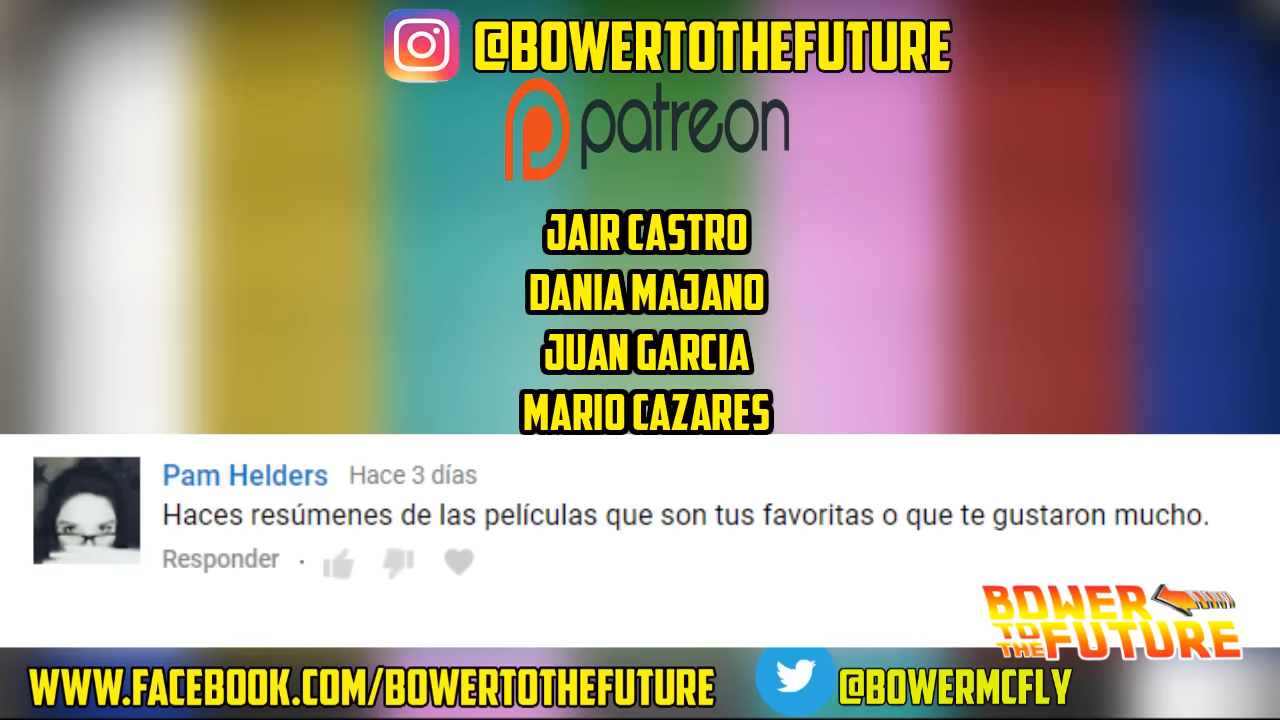 @BOWERTOTHEFUTURE
patreon
JAIR CASTRO
DANIA MAJANO
JUAN GARCIA
MARIO CAZARES
Pam Helders Hace 3 días
Haces resúmenes de las películas que son tus favoritas o que te gustaron mucho.
Responder ·
BOWER
TO THE FUTURE
WWW.FACEBOOK.COM/BOWERTOTHEFUTURE @BOWERMCFLY